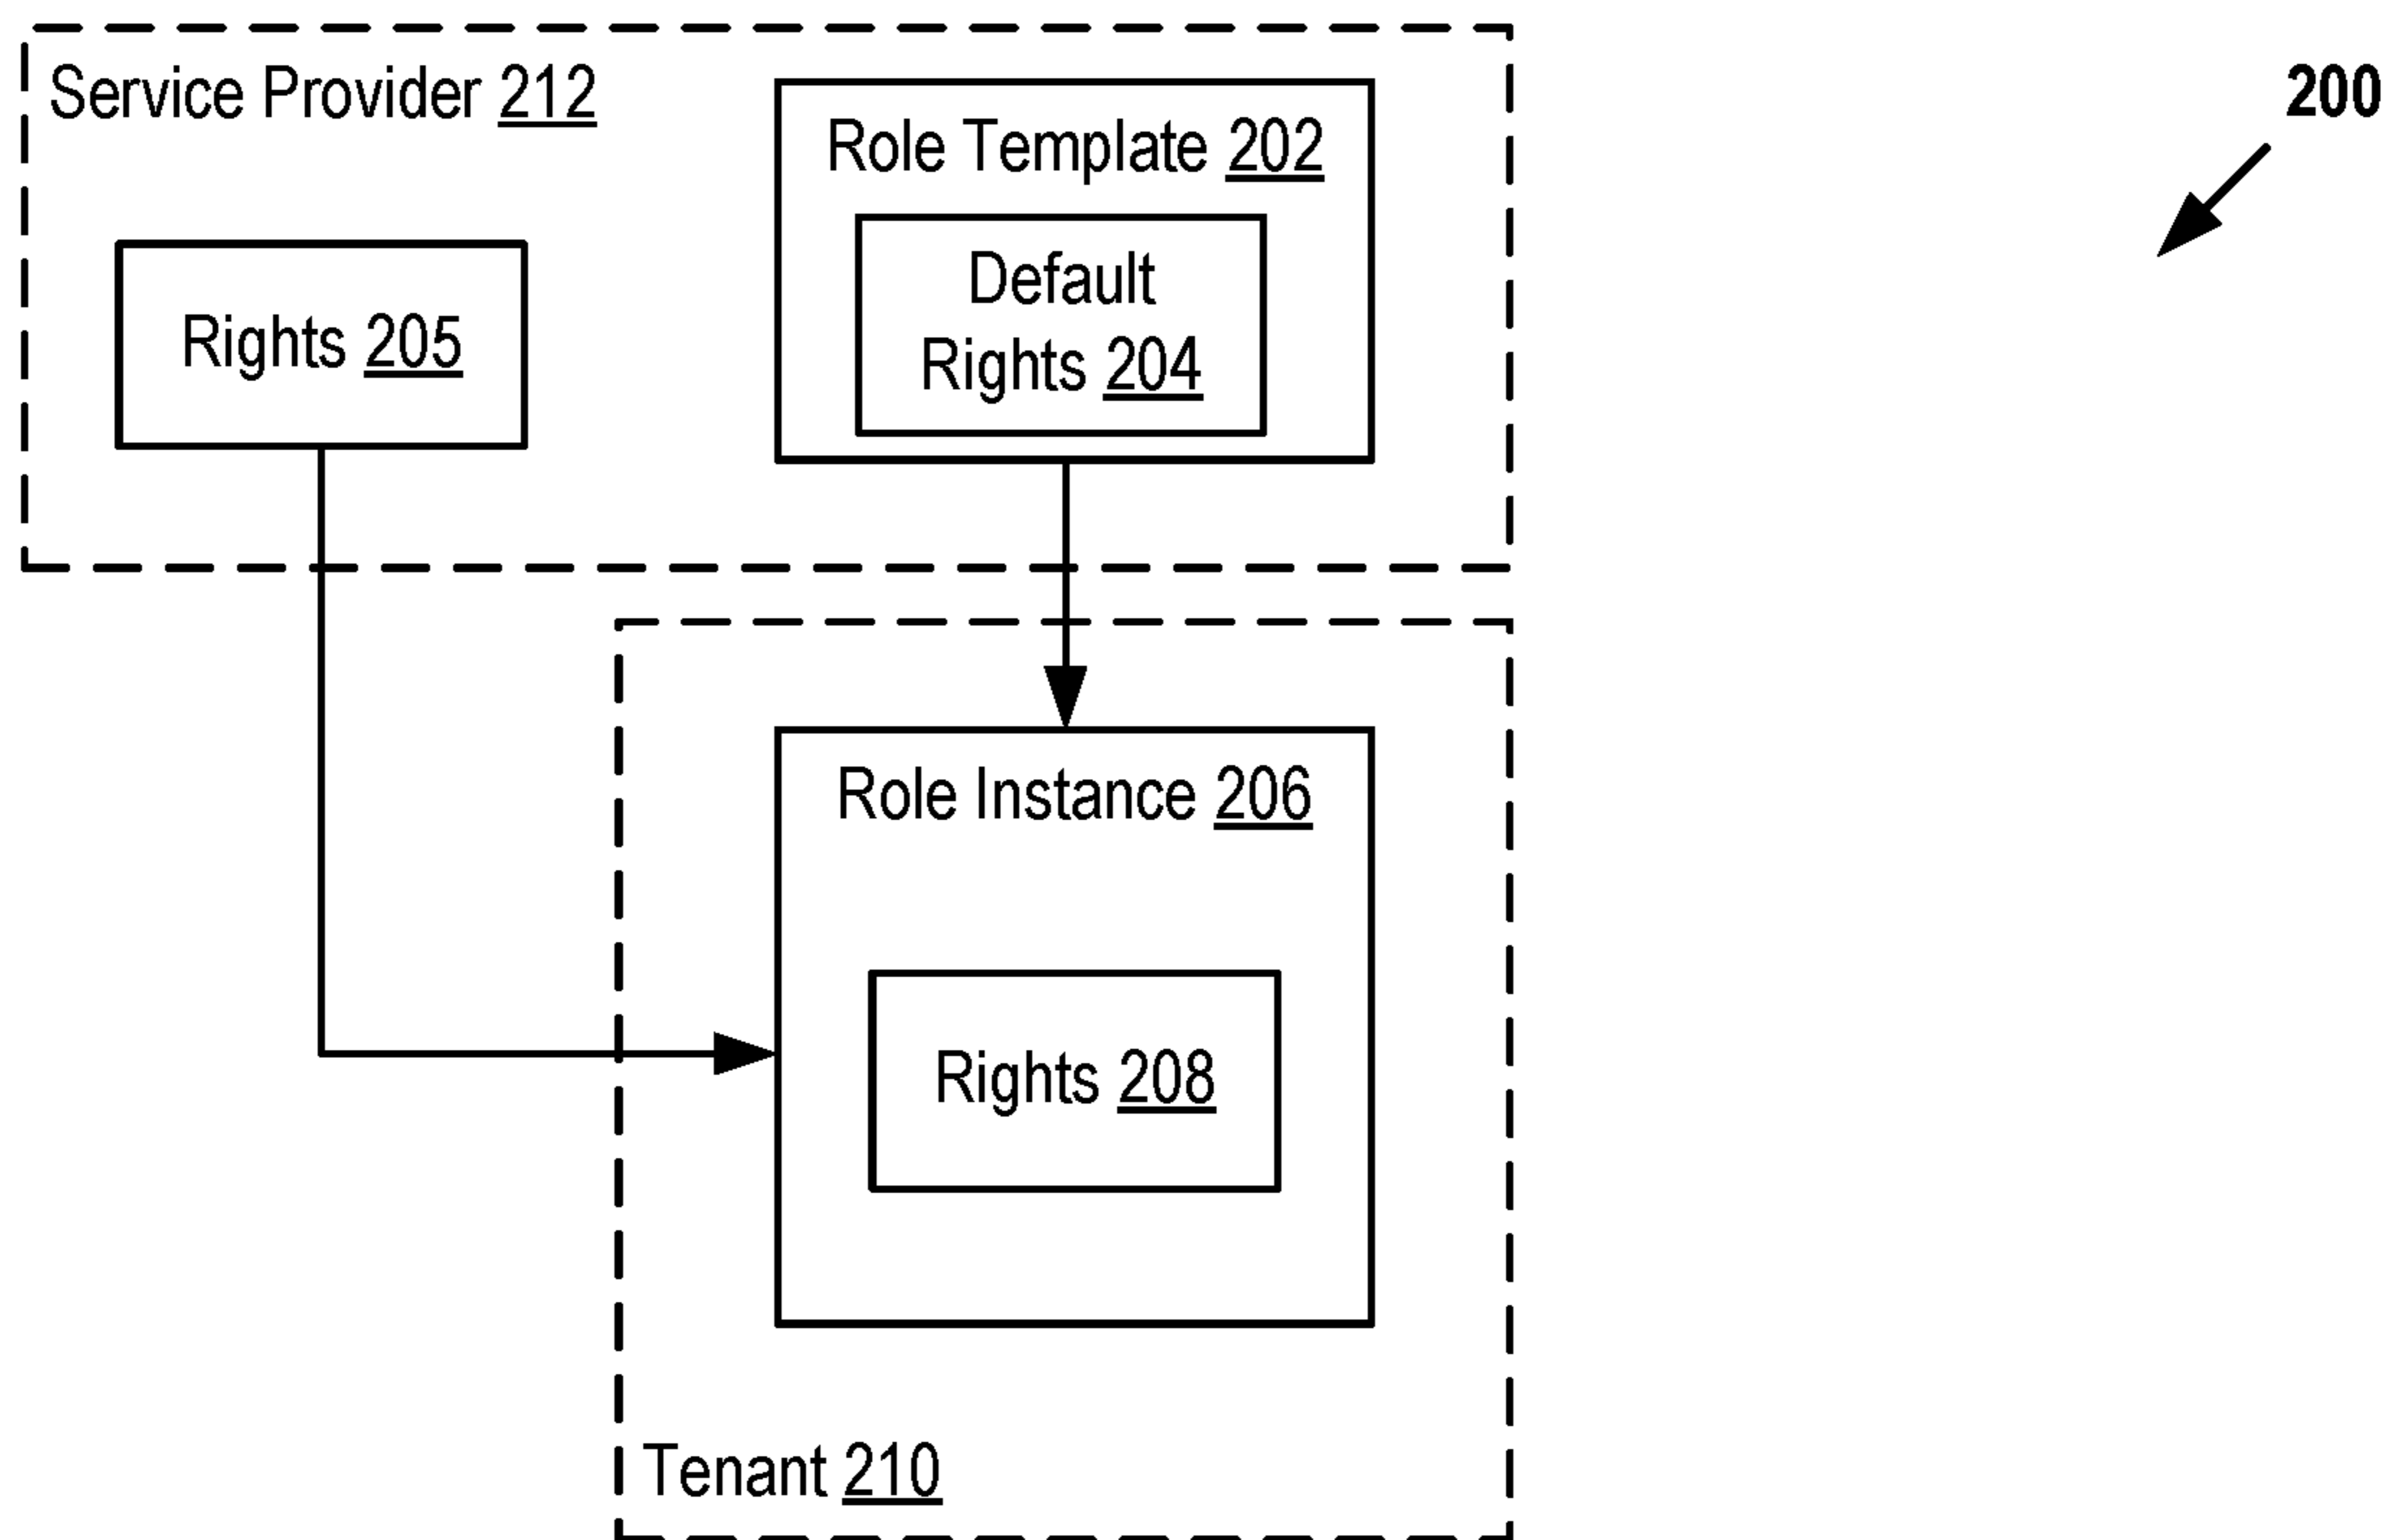 Service Provider 212
200
Role Template 202
Default
Rights 204
Rights 205
Role Instance 206
Rights 208
Tenant 210